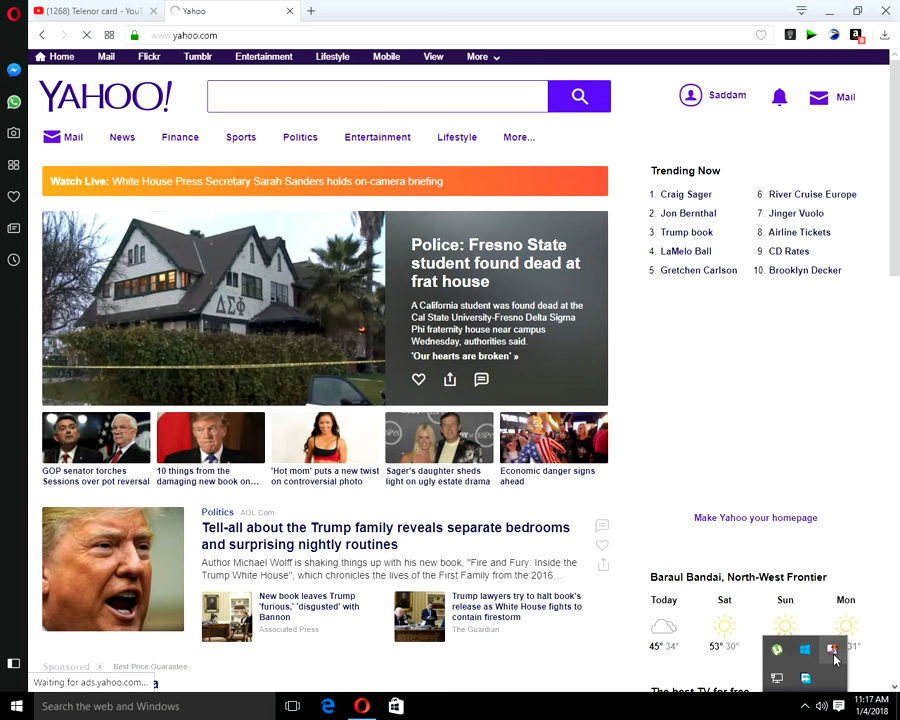 (1268) Telenor card - YouT
Yahoo
www.yahoo.com
Home Mail Flickr Tumblr Entertainment Lifestyle Mobile View More
YAHOO!
Saddam
Mail
Mail News Finance Sports Politics Entertainment Lifestyle More...
Watch Live: White House Press Secretary Sarah Sanders holds on-camera briefing
Police: Fresno State
student found dead at
frat house
A California student was found dead at the
Cal State University-Fresno Delta Sigma
Phi fraternity house near campus
Wednesday, authorities said.
'Our hearts are broken' »
ΔΣΦ
GOP senator torches
Sessions over pot reversal
10 things from the
damaging new book on...
'Hot mom' puts a new twist
on controversial photo
Sager's daughter sheds
light on ugly estate drama
Economic danger signs
ahead
Politics AOL.Com
Tell-all about the Trump family reveals separate bedrooms
and surprising nightly routines
Author Michael Wolff is shaking things up with his new book, "Fire and Fury: Inside the
Trump White House", which chronicles the lives of the First Family from the 2016...
New book leaves Trump
'furious,' 'disgusted' with
Bannon
Associated Press
Trump lawyers try to halt book's
release as White House fights to
contain firestorm
The Guardian
Sponsored Best Price Guarantee
Waiting for ads.yahoo.com...
Trending Now
1. Craig Sager
2. Jon Bernthal
3. Trump book
4. LaMelo Ball
5. Gretchen Carlson
6. River Cruise Europe
7. Jinger Vuolo
8. Airline Tickets
9. CD Rates
10. Brooklyn Decker
Make Yahoo your homepage
Baraul Bandai, North-West Frontier
Today Sat Sun Mon
45° 34° 53° 30° 31°
The best TV for free
Search the web and Windows
11:17 AM
1/4/2018